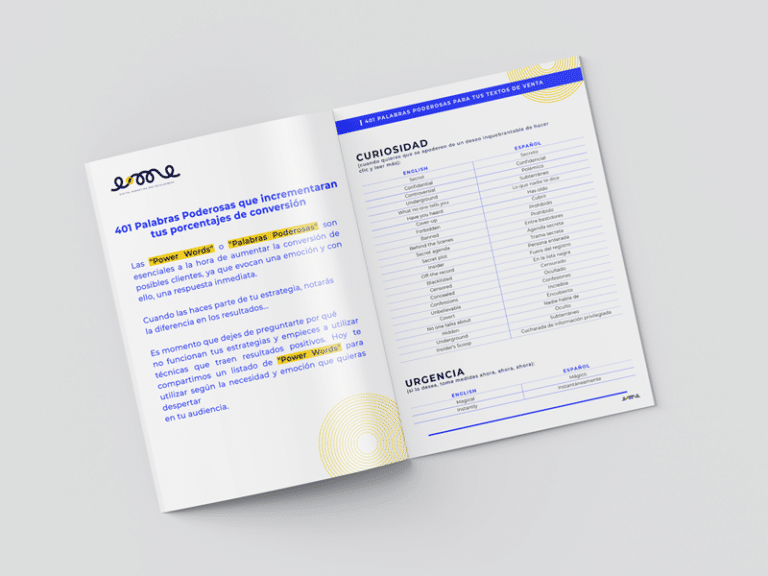 eme
401 Palabras Poderosas que incrementaran
tus porcentajes de conversión
Las "Power Words" o "Palabras Poderosas" son
esenciales a la hora de aumentar la conversión de
posibles clientes, ya que evocan una emoción y con
ello, una respuesta inmediata.
Cuando las haces parte de tu estrategia, notarás
la diferencia en los resultados...
Es momento que dejes de preguntarte por qué
no funcionan tus estrategias y empieces a utilizar
técnicas que traen resultados positivos. Hoy te
compartimos un listado de "Power Words" para
utilizar según la necesidad y emoción que quieras
despertar
en tu audiencia.
| 401 PALABRAS PODEROSAS PARA TUS TEXTOS DE VENTA
CURIOSIDAD
(cuando quieres que se apoderen de un deseo inquebrantable de hacer
clic y leer más):
ENGLISH ESPAÑOL
Secret Secreto
Confidential Confidencial
Controversial Polémico
Underground Subterráneo
What no one tells you Lo que nadie te dice
Have you heard Has oído
Cover-up Cubrir
Forbidden Prohibido
Banned Prohibido
Behind the Scenes Entre bastidores
Secret agenda Agenda secreta
Secret plot Trama secreta
Insider Persona enterada
Off-the-record Fuera del registro
Blacklisted En la lista negra
Censored Censurado
Concealed Ocultado
Confessions Confesiones
Unbelievable Increíble
Covert Encubierto
No one talks about Nadie habla de
Hidden Oculto
Underground Subterráneo
Insider's Scoop Cucharada de información privilegiada
URGENCIA
(si lo desea, toma medidas ahora, ahora, ahora):
ENGLISH ESPAÑOL
Magical Mágico
Instantly Instantáneamente
eme